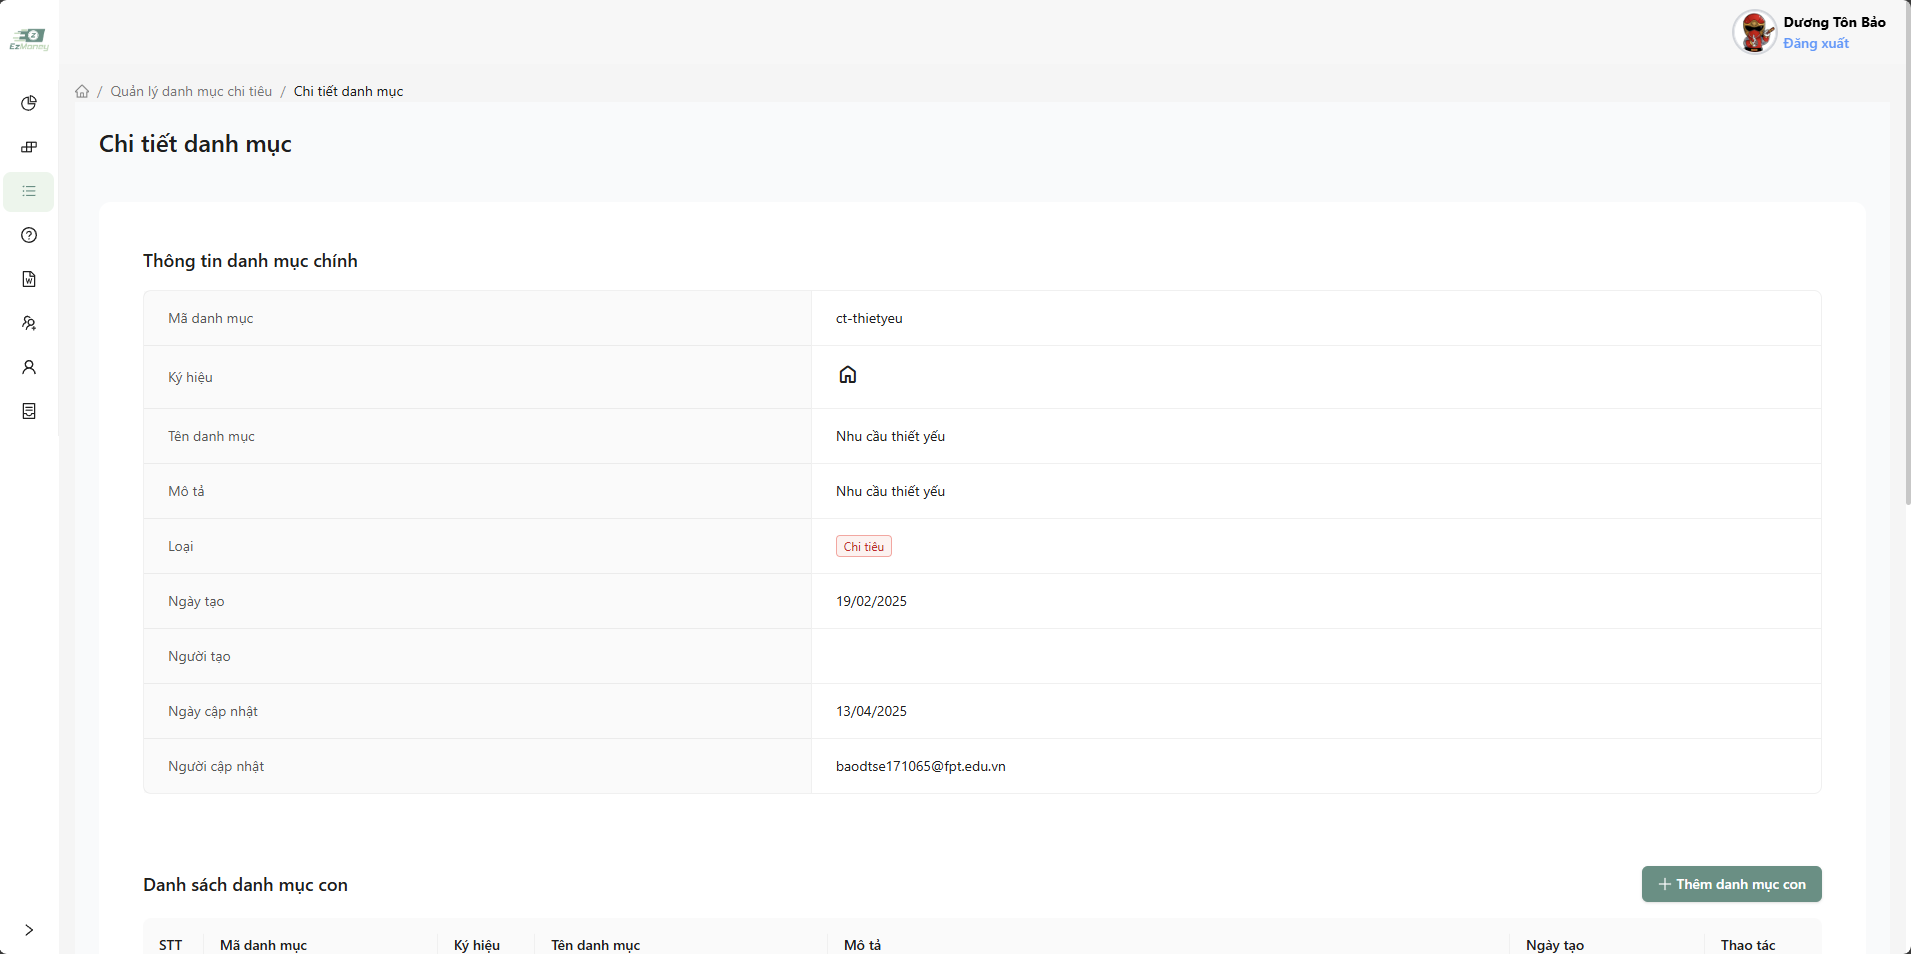 EzMoney
Dương Tôn Bảo
Đăng xuất
/ Quản lý danh mục chi tiêu / Chi tiết danh mục
Chi tiết danh mục
Thông tin danh mục chính
Mã danh mục ct-thietyeu
Ký hiệu
Tên danh mục Nhu cầu thiết yếu
Mô tả Nhu cầu thiết yếu
Loại Chi tiêu
Ngày tạo 19/02/2025
Người tạo
Ngày cập nhật 13/04/2025
Người cập nhật baodtse171065@fpt.edu.vn
Danh sách danh mục con
Thêm danh mục con
STT Mã danh mục Ký hiệu Tên danh mục Mô tả Ngày tạo Thao tác